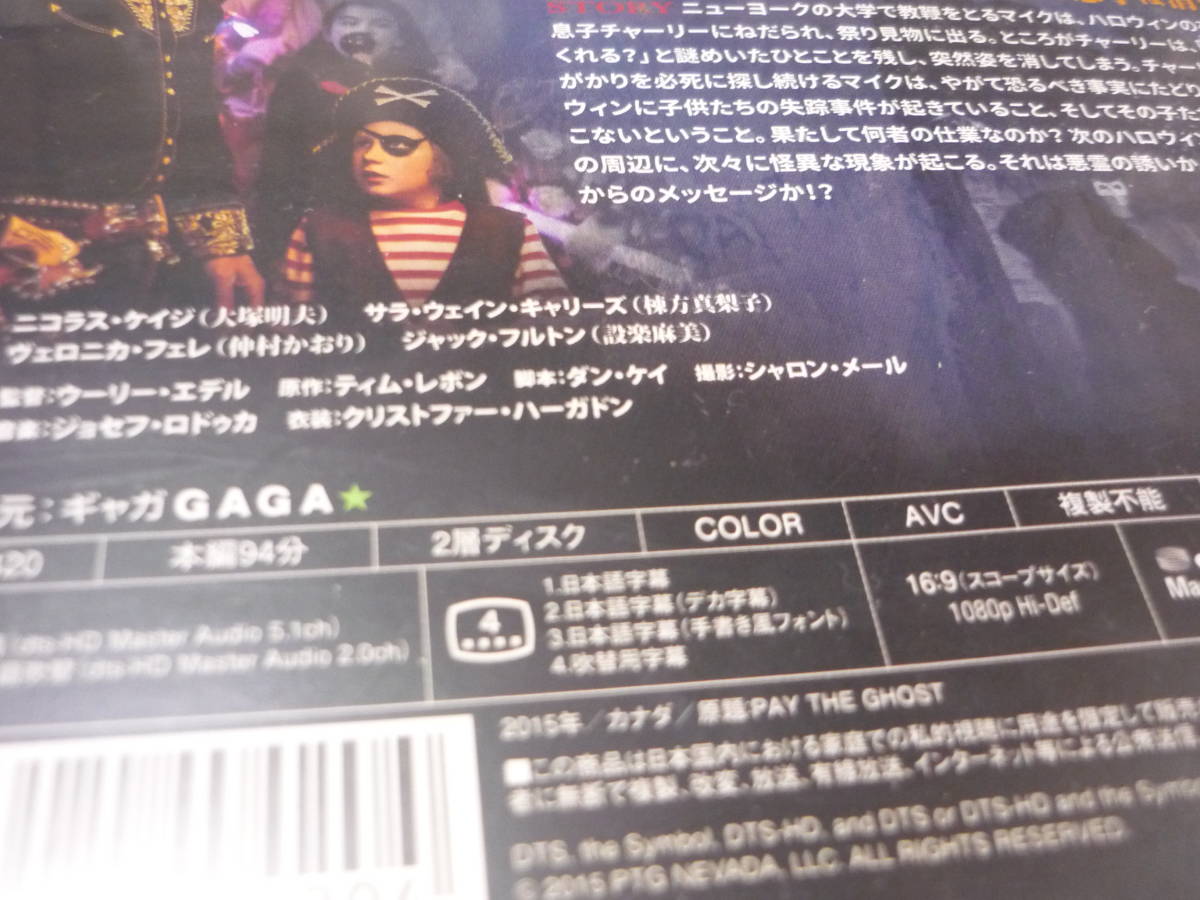 STORY ニューヨークの大学で教鞭をとるマイクは、ハロウィンの
息子チャーリーにねだられ、祭り見物に出る。ところがチャーリーは、
くれる?」と謎めいたひとことを残し、突然姿を消してしまう。チャー
がかりを必死に探し続けるマイクは、やがて恐るべき事実にたどり
ウィンに子供たちの失踪事件が起きていること、そしてその子た
こないということ。果たして何者の仕業なのか?次のハロウィ
の周辺に、次々に怪異な現象が起こる。それは悪霊の誘いか
からのメッセージか!?
ニコラス・ケイジ(大塚明夫) サラ・ウェイン・キャリーズ(棟方真梨子)
ヴェロニカ・フェレ(仲村かおり) ジャック・フルトン(設楽麻美)
監督:ウーリー・エデル 原作:ティム・レボン 脚本:ダン・ケイ 撮影:シャロン・メール
音楽:ジョセフ・ロドゥカ 衣装:クリストファー・ハーガドン
元:ギャガ GAGA★
本編94分 2層ディスク COLOR AVC 複製不能
(dts-HD Master Audio 5.1ch)
(dts-HD Master Audio 2.0ch)
4
1.日本語字幕
2.日本語字幕(デカ字幕)
3.日本語字幕(手書き風フォント)
4.吹替用字幕
16:9(スコープサイズ)
1080p Hi-Def
2015年/カナダ/原題:PAY THE GHOST
■この商品は日本国内における家庭での私的視聴に用途を限定して販売
者に無断で複製、改変、放送、有線放送、インターネット等による公衆送信
DTS, the Symbol, DTS-HD, and DTS or DTS-HD and the Symbo
© 2015 PTG NEVADA, LLC. ALL RIGHTS RESERVED.